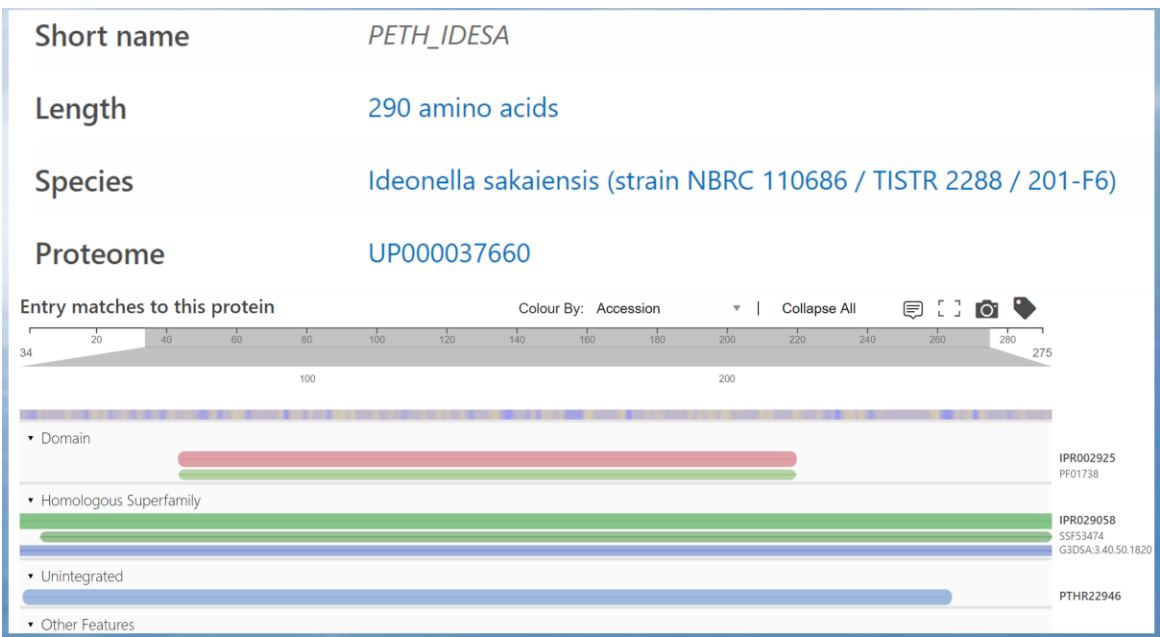 Short name PETH_IDESA
Length 290 amino acids
Species Ideonella sakaiensis (strain NBRC 110686 / TISTR 2288 / 201-F6)
Proteome UP000037660
Entry matches to this protein Colour By: Accession | Collapse All
20 40 60 80 100 120 140 160 180 200 220 240 260 280
34 275
100 200
Domain
IPR002925
PF01738
Homologous Superfamily
IPR029058
SSF53474
G3DSA:3.40.50.1820
Unintegrated
PTHR22946
Other Features